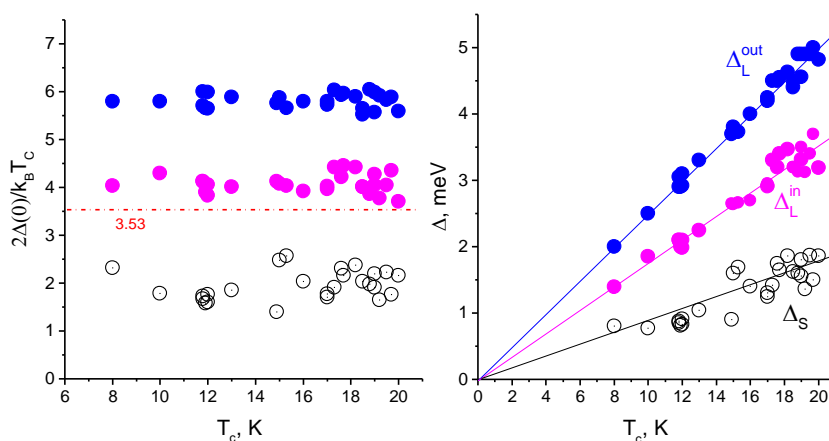 2Δ(0)/k_B T_C
7
6
5
4
3
2
1
0
3.53
6 8 10 12 14 16 18 20
T_c, K
Δ, meV
5
4
3
2
1
0
Δ_L^out
Δ_L^in
Δ_S
0 2 4 6 8 10 12 14 16 18 20
T_c, K